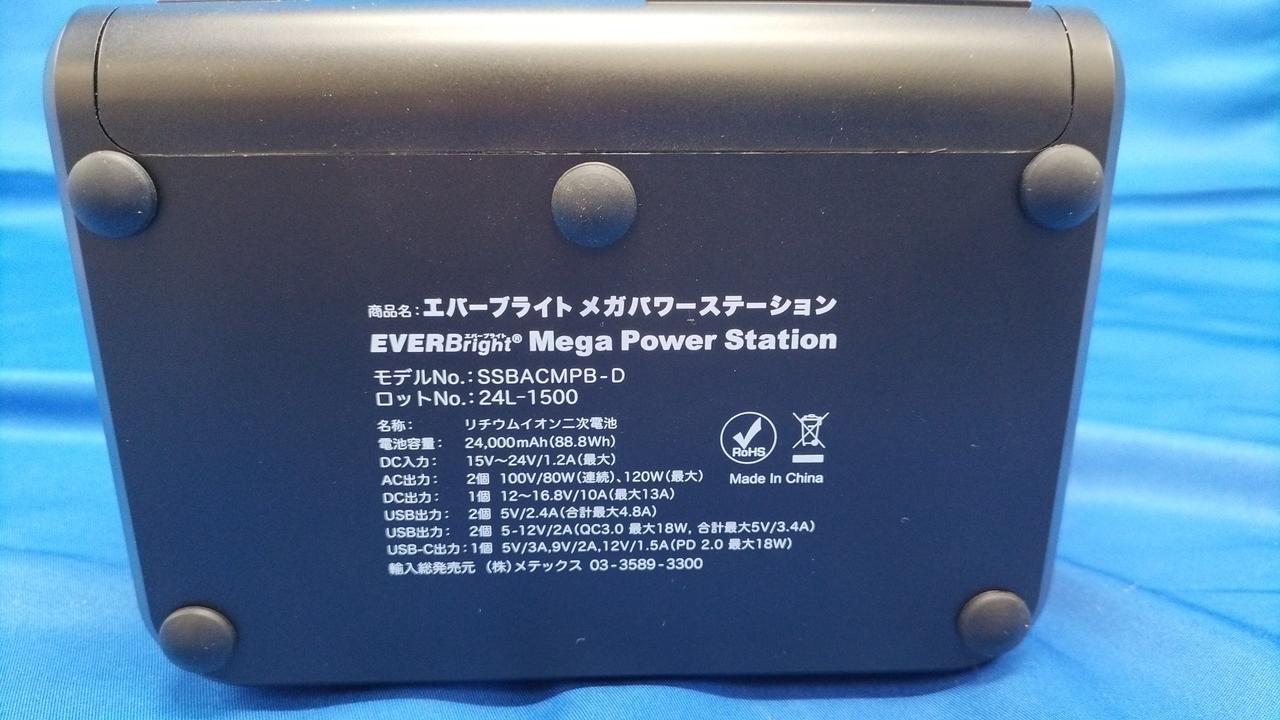 商品名：エバーブライト メガパワーステーション
エバーブライト
EVERBright® Mega Power Station
モデルNo.：SSBACMPB-D
ロットNo.：24L-1500
名称： リチウムイオン二次電池
電池容量： 24,000mAh(88.8Wh)
DC入力： 15V〜24V/1.2A(最大)
AC出力： 2個 100V/80W(連続)、120W(最大)
DC出力： 1個 12〜16.8V/10A(最大13A)
USB出力： 2個 5V/2.4A(合計最大4.8A)
USB出力： 2個 5-12V/2A(QC3.0 最大18W, 合計最大5V/3.4A)
USB-C出力：1個 5V/3A,9V/2A,12V/1.5A(PD 2.0 最大18W)
輸入総発売元 (株)メテックス 03-3589-3300
RoHS
Made In China